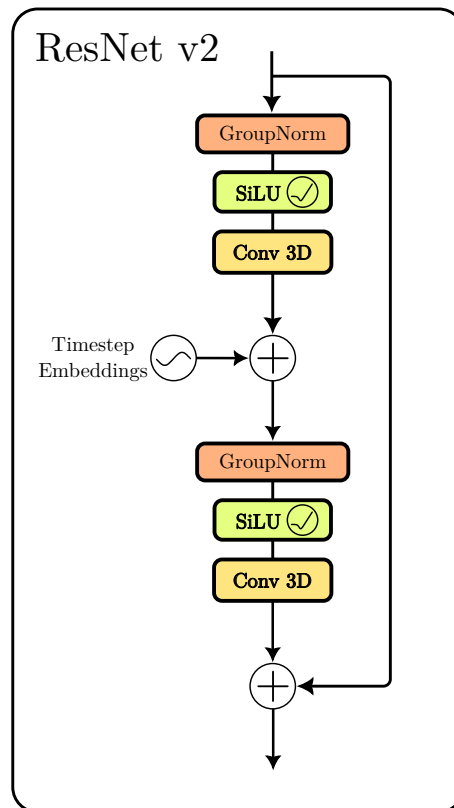 ResNet v2
GroupNorm
SiLU
Conv 3D
Timestep
Embeddings
GroupNorm
SiLU
Conv 3D